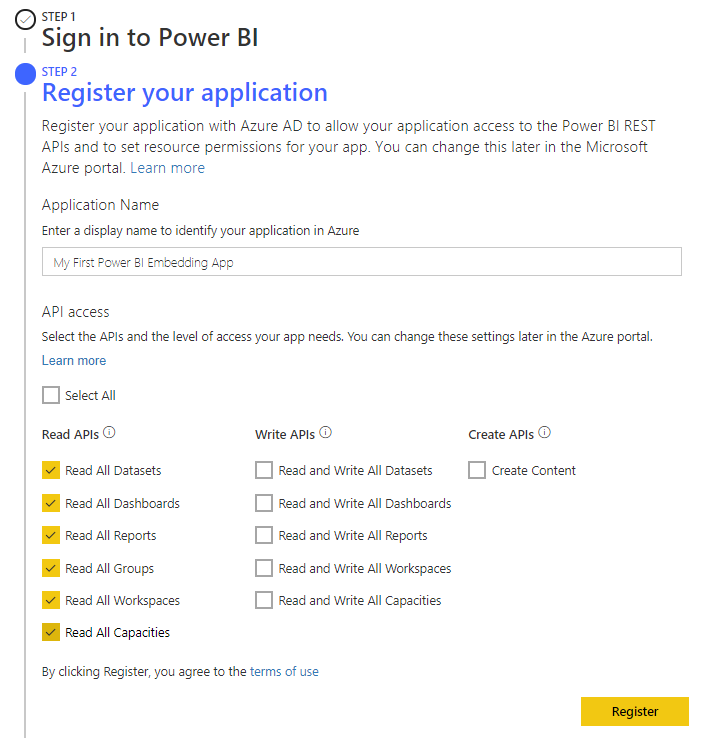 STEP 1
Sign in to Power BI
STEP 2
Register your application
Register your application with Azure AD to allow your application access to the Power BI REST
APIs and to set resource permissions for your app. You can change this later in the Microsoft
Azure portal. Learn more
Application Name
Enter a display name to identify your application in Azure
My First Power BI Embedding App
API access
Select the APIs and the level of access your app needs. You can change these settings later in the Azure portal.
Learn more
Select All
Read APIs
Write APIs
Create APIs
Read All Datasets
Read and Write All Datasets
Create Content
Read All Dashboards
Read and Write All Dashboards
Read All Reports
Read and Write All Reports
Read All Groups
Read and Write All Workspaces
Read All Workspaces
Read and Write All Capacities
Read All Capacities
By clicking Register, you agree to the terms of use
Register